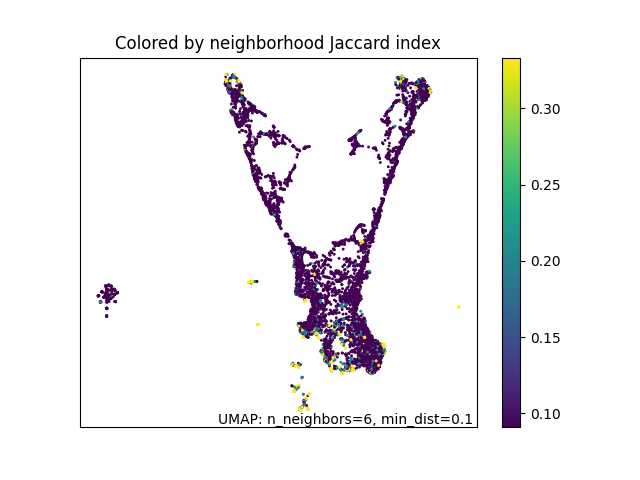 Colored by neighborhood Jaccard index
0.30
0.25
0.20
0.15
0.10
UMAP: n_neighbors=6, min_dist=0.1